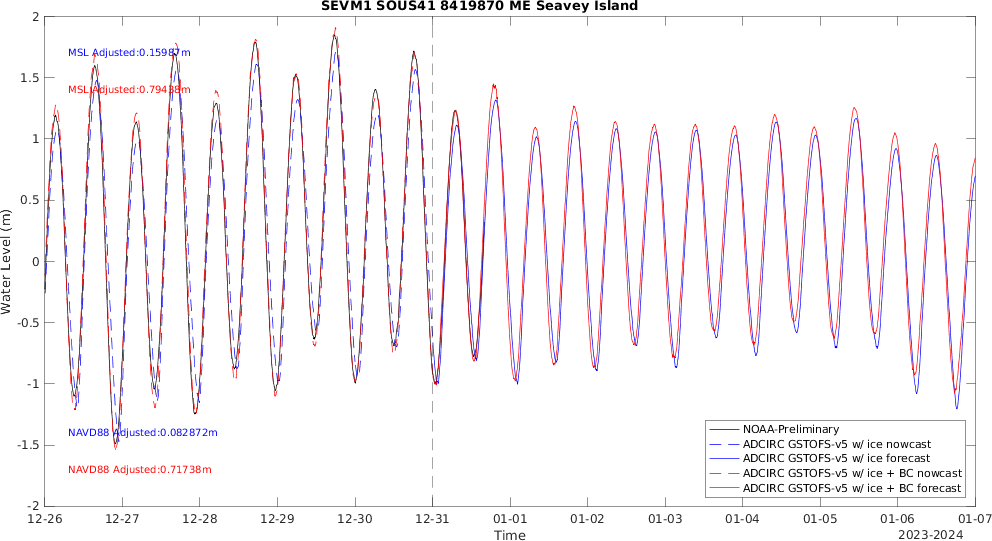 SEVM1 SOUS41 8419870 ME Seavey Island
2
1.5
1
0.5
0
-0.5
-1
-1.5
-2
Water Level (m)
MSL Adjusted:0.15987m
MSL Adjusted:0.79438m
NAVD88 Adjusted:0.082872m
NAVD88 Adjusted:0.71738m
NOAA-Preliminary
ADCIRC GSTOFS-v5 w/ ice nowcast
ADCIRC GSTOFS-v5 w/ ice forecast
ADCIRC GSTOFS-v5 w/ ice + BC nowcast
ADCIRC GSTOFS-v5 w/ ice + BC forecast
12-26 12-27 12-28 12-29 12-30 12-31 01-01 01-02 01-03 01-04 01-05 01-06 01-07
Time
2023-2024